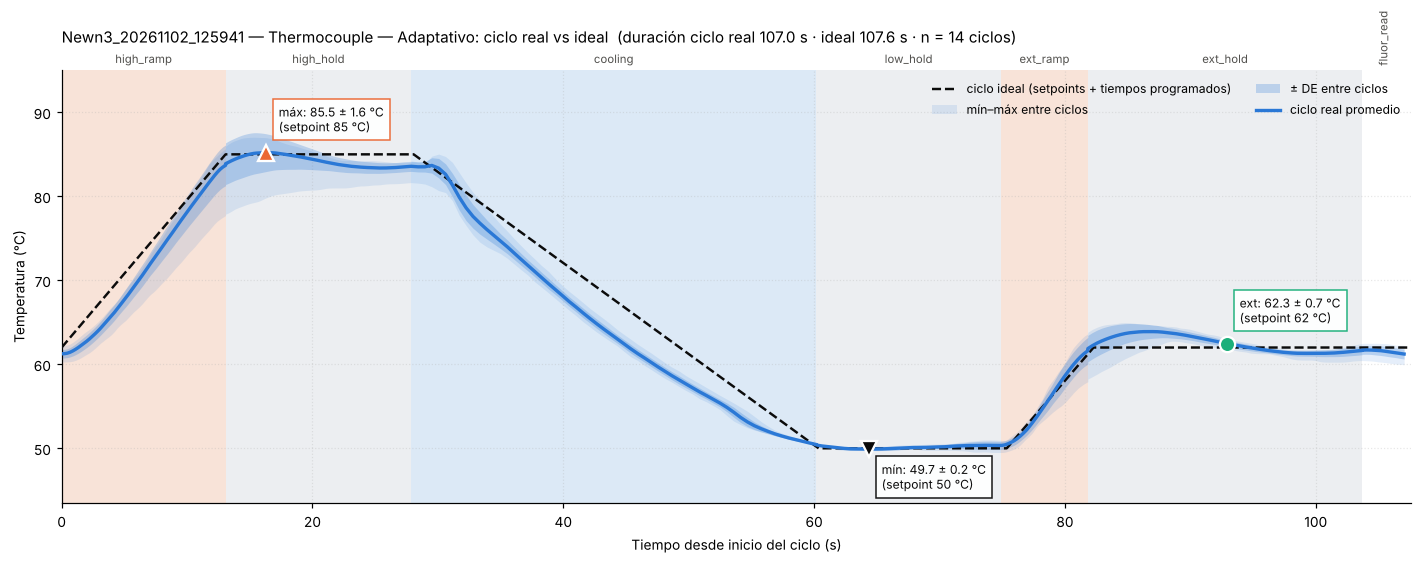 Newn3_20261102_125941 — Thermocouple — Adaptativo: ciclo real vs ideal  (duración ciclo real 107.0 s · ideal 107.6 s · n = 14 ciclos)
high_ramp
high_hold
cooling
low_hold
ext_ramp
ext_hold
fluor_read
ciclo ideal (setpoints + tiempos programados)
mín–máx entre ciclos
± DE entre ciclos
ciclo real promedio
máx: 85.5 ± 1.6 °C
(setpoint 85 °C)
ext: 62.3 ± 0.7 °C
(setpoint 62 °C)
mín: 49.7 ± 0.2 °C
(setpoint 50 °C)
Temperatura (°C)
90
80
70
60
50
0
20
40
60
80
100
Tiempo desde inicio del ciclo (s)